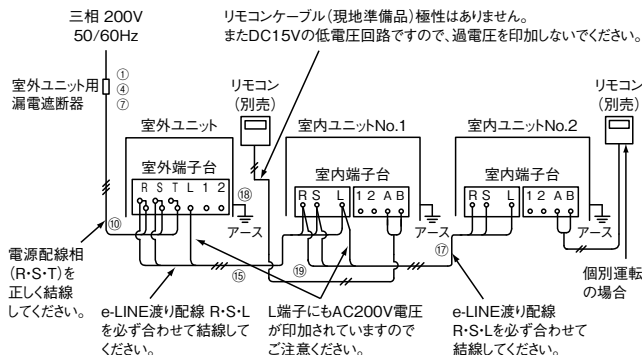 三相 200V
50/60Hz
リモコンケーブル（現地準備品）極性はありません。
またDC15Vの低電圧回路ですので、過電圧を印加しないでください。
室外ユニット用
漏電遮断器
①
④
⑦
リモコン
（別売）
リモコン
（別売）
室外ユニット
室内ユニットNo.1
室内ユニットNo.2
室外端子台
室内端子台
室内端子台
R S T L 1 2
R S L 1 2 A B
R S L 1 2 A B
⑱
アース
アース
アース
⑩
⑮
⑲
⑰
電源配線相
（R・S・T）を
正しく結線
してください。
e-LINE渡り配線 R・S・L
を必ず合わせて結線して
ください。
L端子にもAC200V電圧
が印加されていますので
ご注意ください。
e-LINE渡り配線
R・S・Lを必ず合わせて
結線してください。
個別運転
の場合